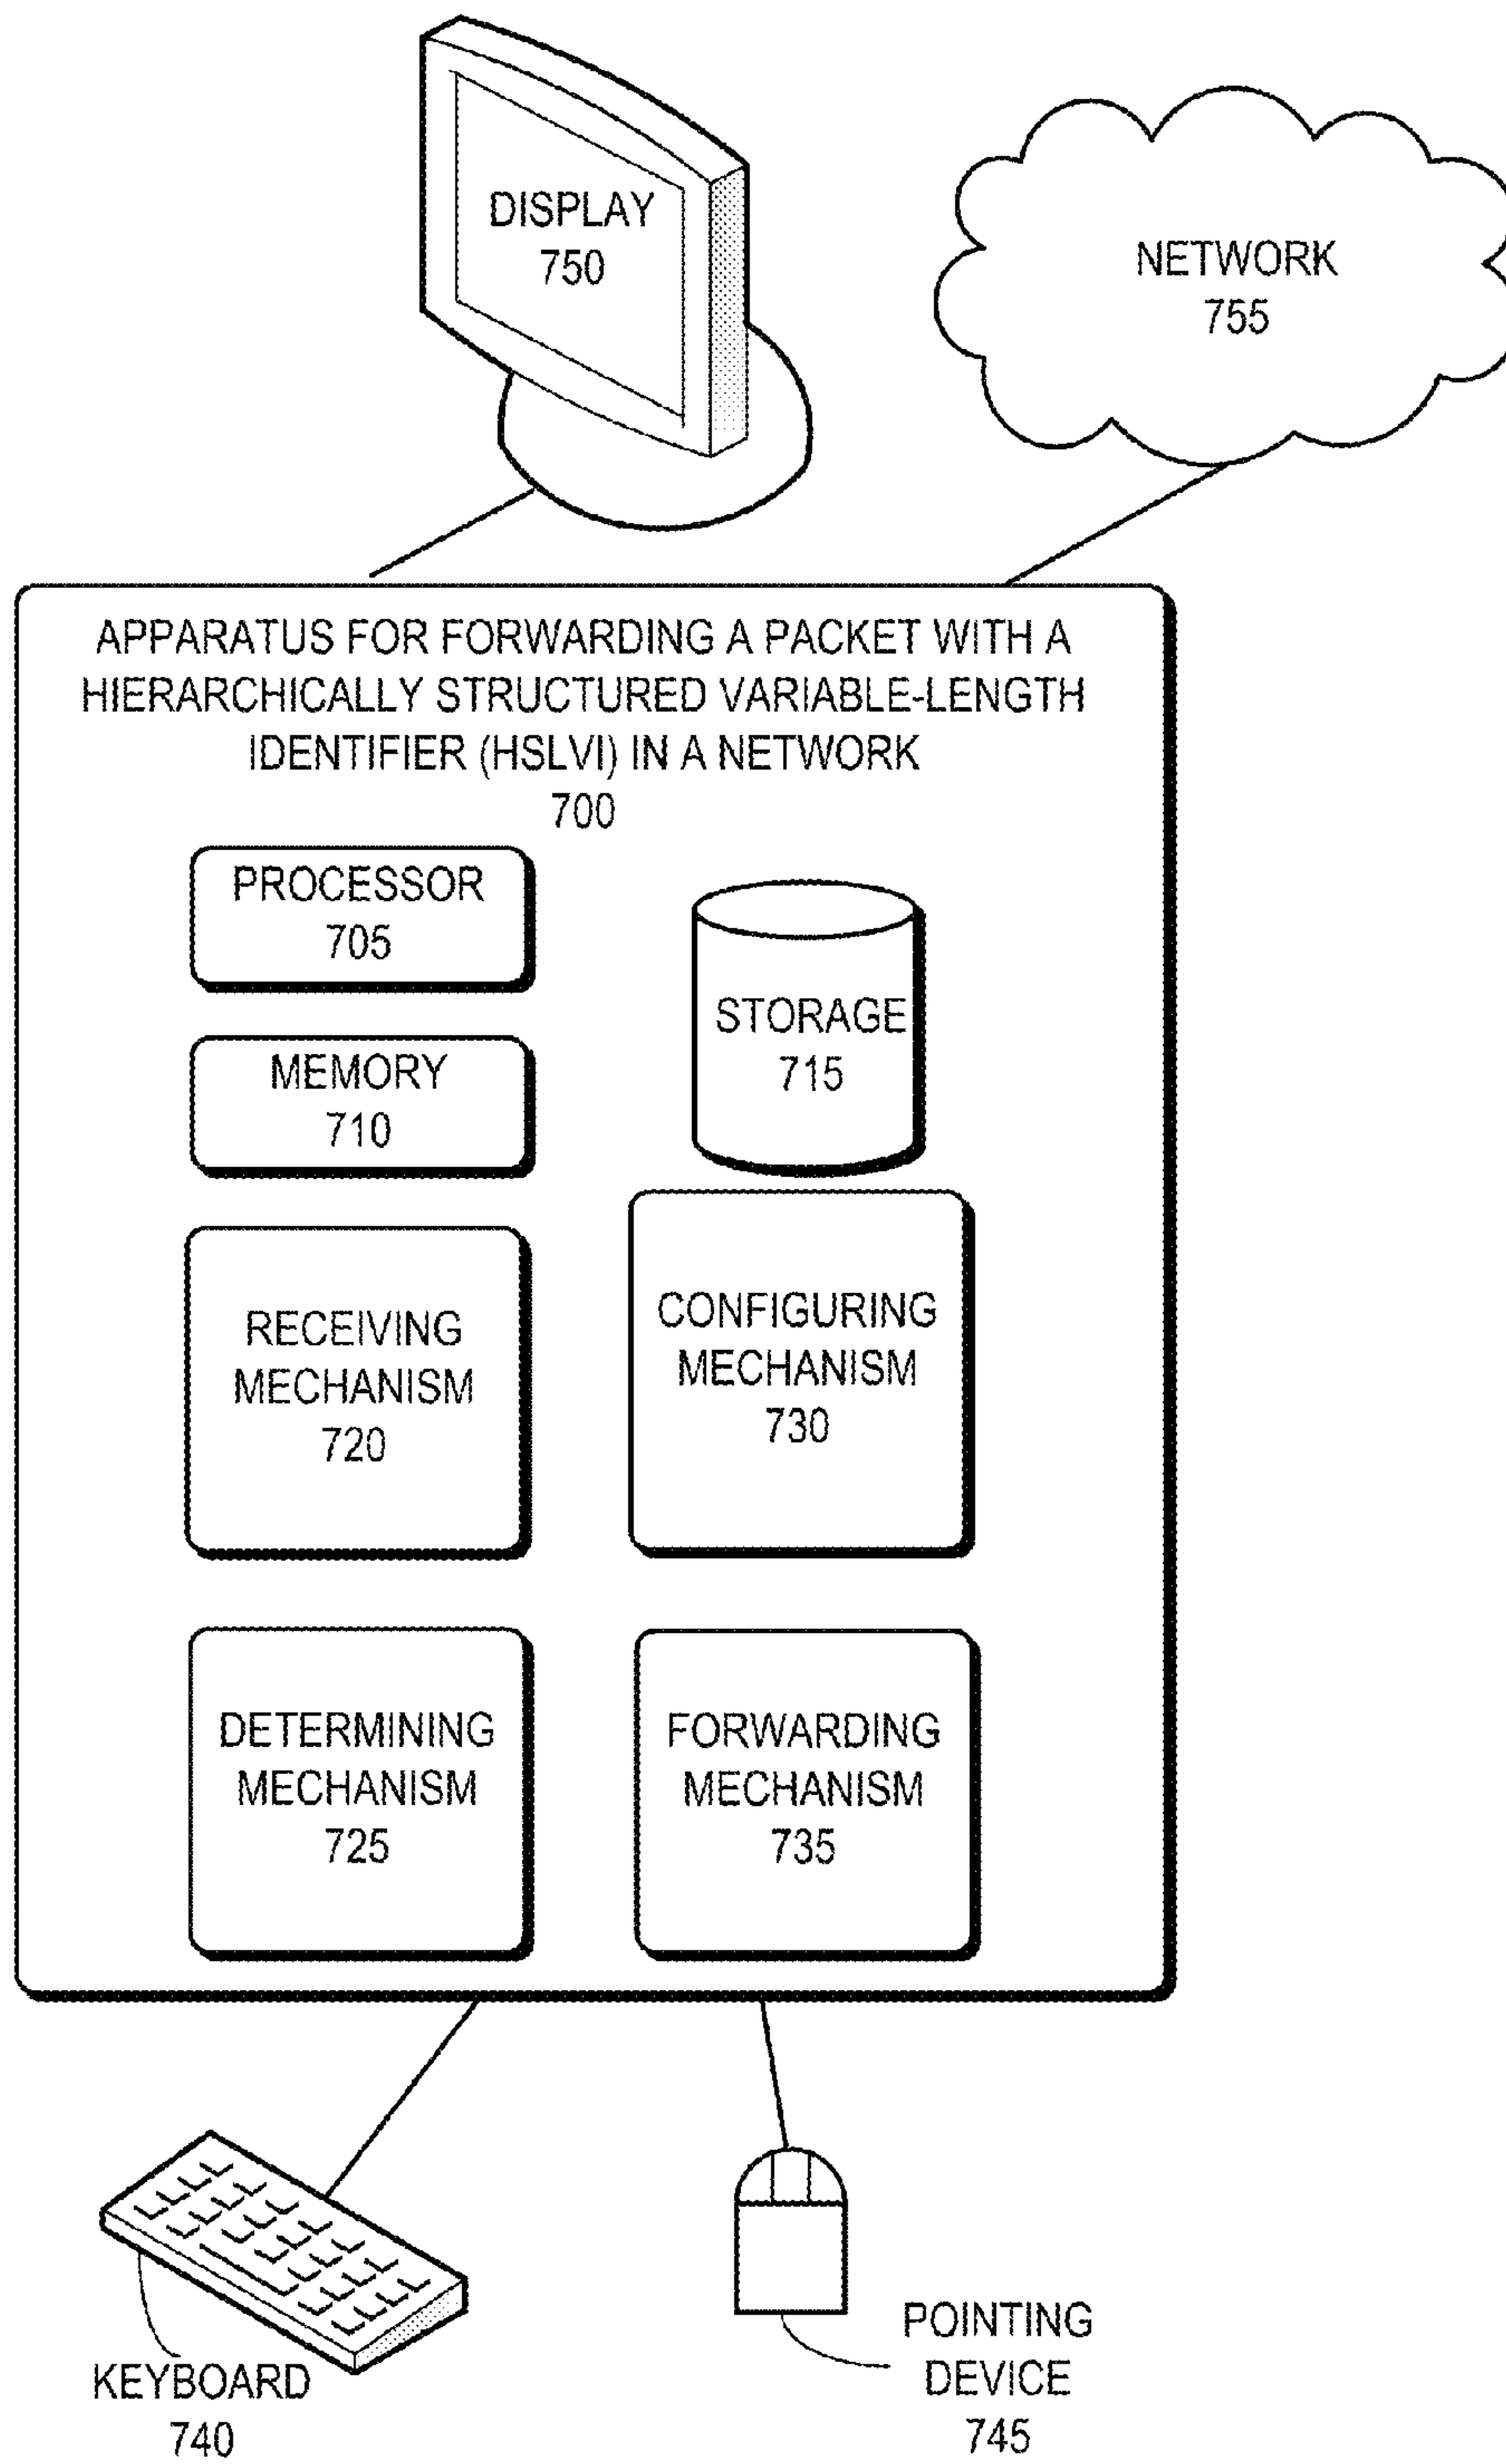 DISPLAY
750
NETWORK
755
APPARATUS FOR FORWARDING A PACKET WITH A
HIERARCHICALLY STRUCTURED VARIABLE-LENGTH
IDENTIFIER (HSLVI) IN A NETWORK
700
PROCESSOR
705
STORAGE
715
MEMORY
710
RECEIVING
MECHANISM
720
CONFIGURING
MECHANISM
730
DETERMINING
MECHANISM
725
FORWARDING
MECHANISM
735
KEYBOARD
740
POINTING
DEVICE
745